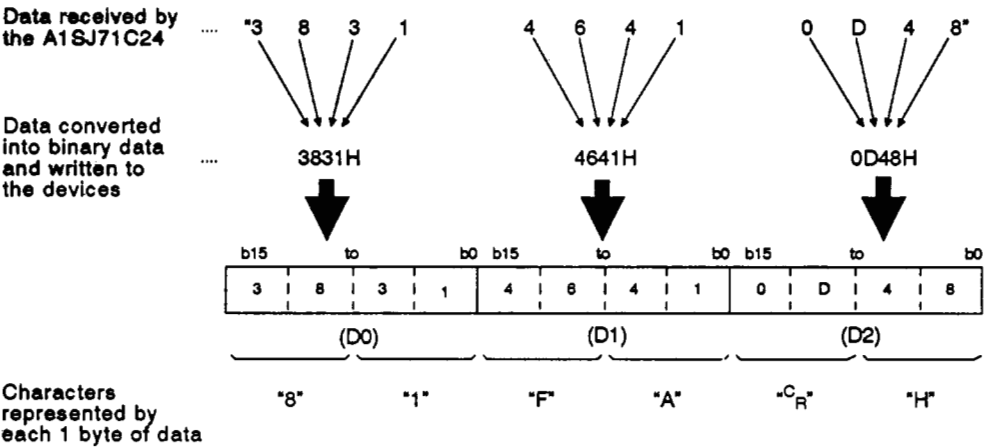 Data received by
the A1SJ71C24
.... "3 8 3 1 4 6 4 1 0 D 4 8"
Data converted
into binary data
and written to
the devices
.... 3831H 4641H 0D48H
b15 to b0 b15 to b0 b15 to b0
3 8 3 1 4 6 4 1 0 D 4 8
(D0) (D1) (D2)
Characters
represented by
each 1 byte of data
"8" "1" "F" "A" "CR" "H"